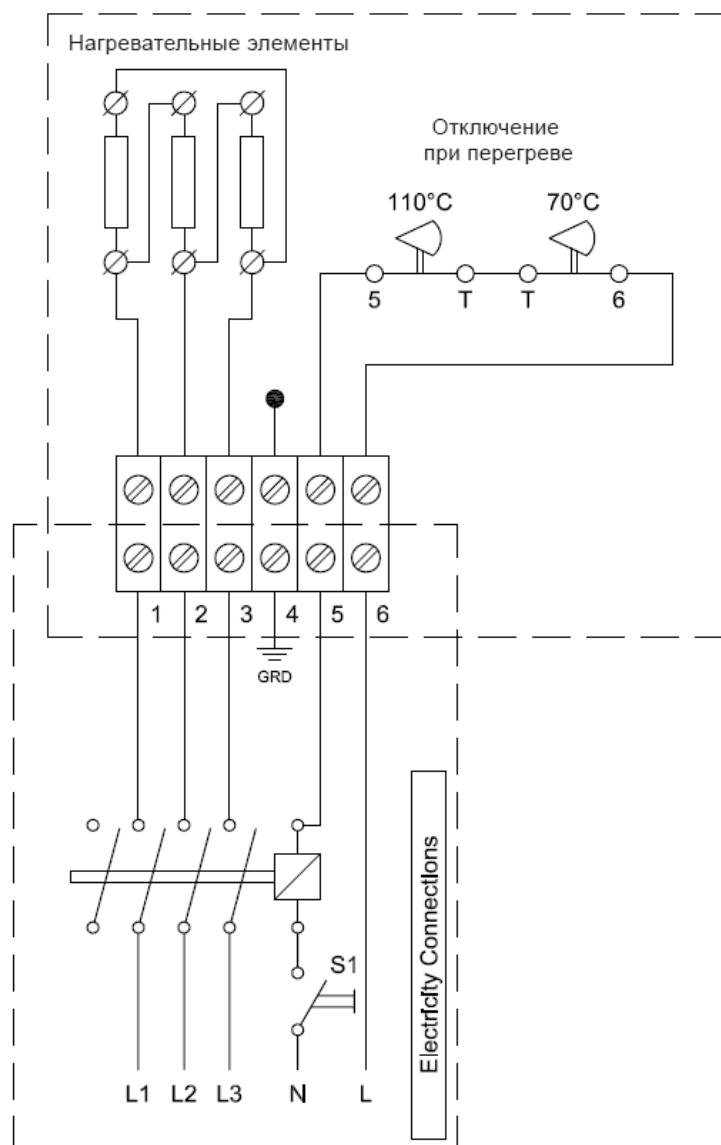 Нагревательные элементы
Отключение
при перегреве
110°C
70°C
5
T
T
6
1
2
3
4
5
6
GRD
S1
Electricity Connections
L1
L2
L3
N
L